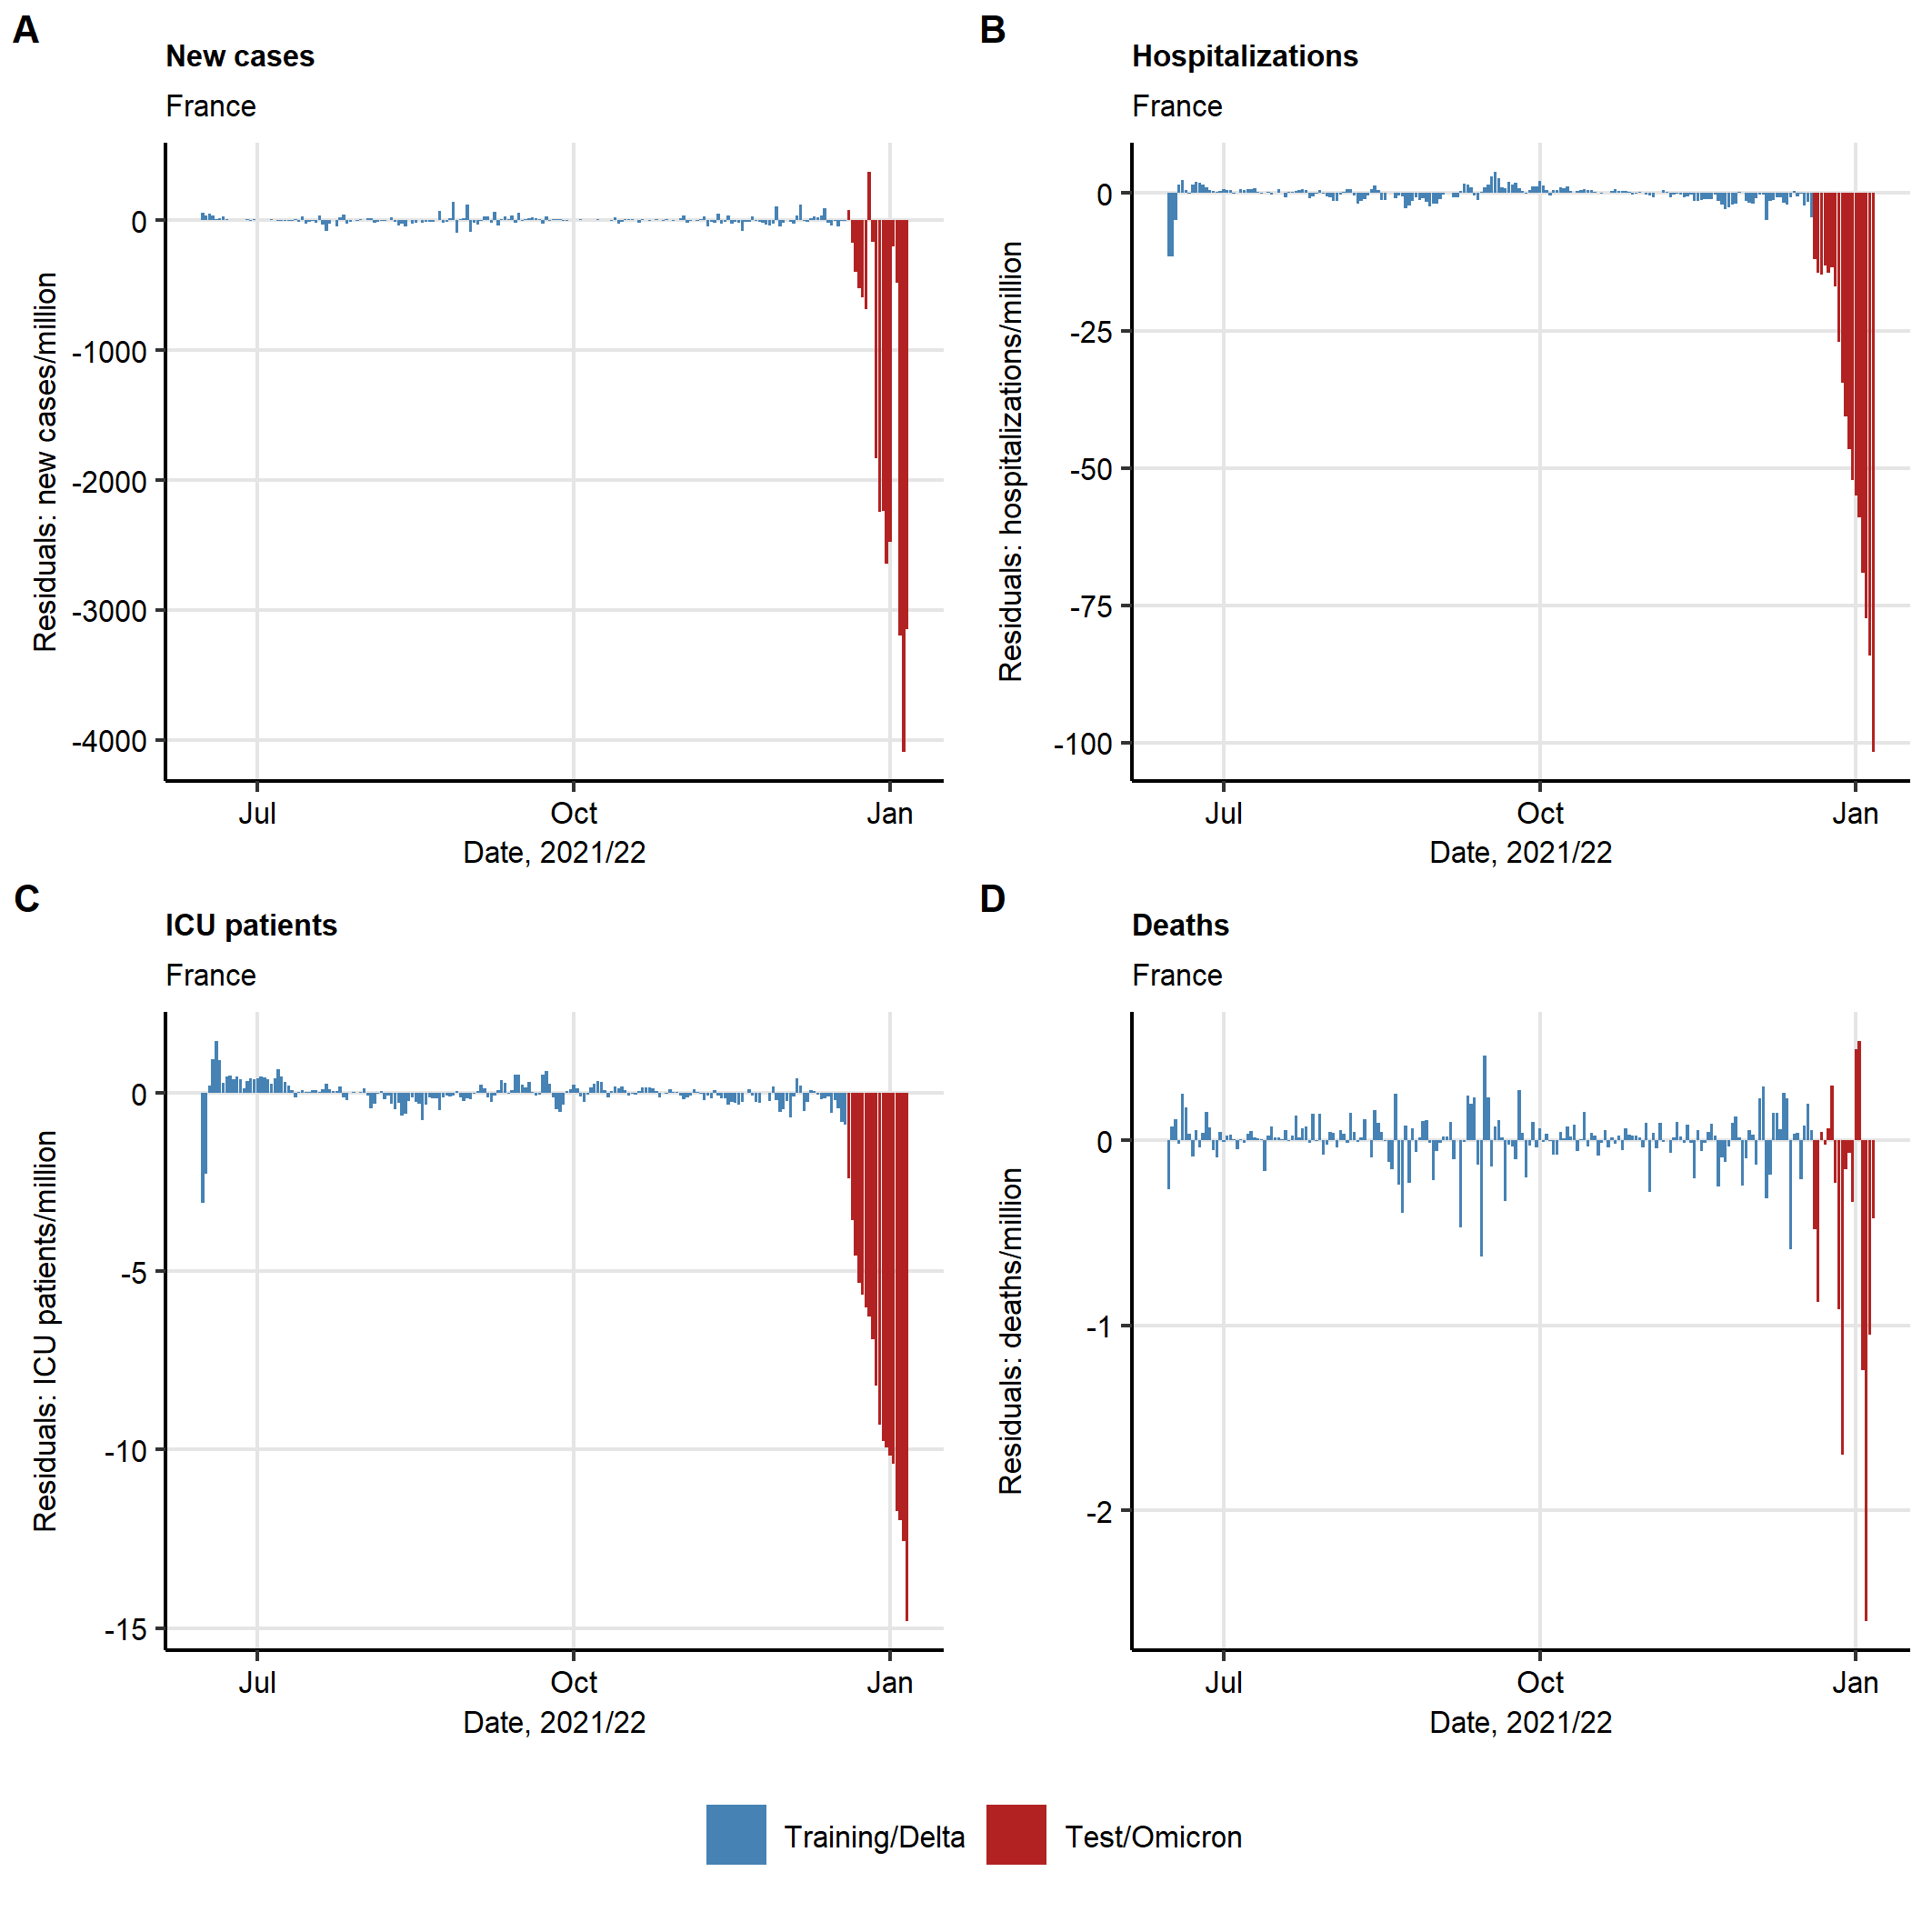 A
New cases
France
Residuals: new cases/million
0
-1000
-2000
-3000
-4000
Jul
Oct
Jan
Date, 2021/22
B
Hospitalizations
France
Residuals: hospitalizations/million
0
-25
-50
-75
-100
Jul
Oct
Jan
Date, 2021/22
C
ICU patients
France
Residuals: ICU patients/million
0
-5
-10
-15
Jul
Oct
Jan
Date, 2021/22
D
Deaths
France
Residuals: deaths/million
0
-1
-2
Jul
Oct
Jan
Date, 2021/22
Training/Delta
Test/Omicron